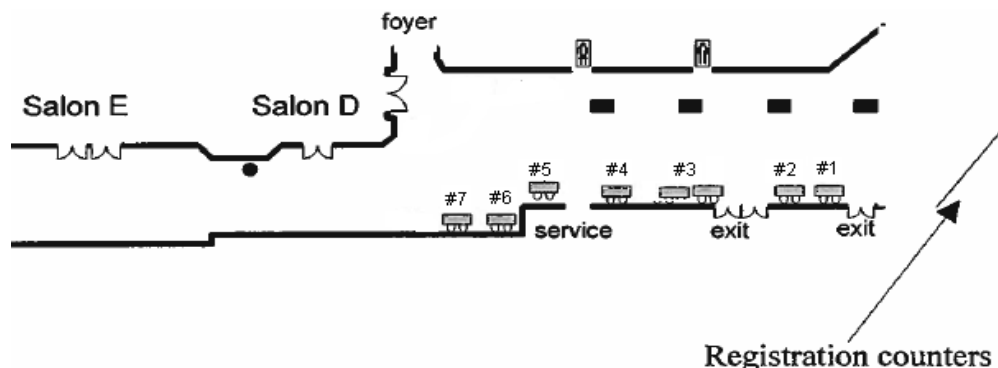 foyer
Salon E
Salon D
#5
#4
#3
#2
#1
#7
#6
service
exit
exit
Registration counters